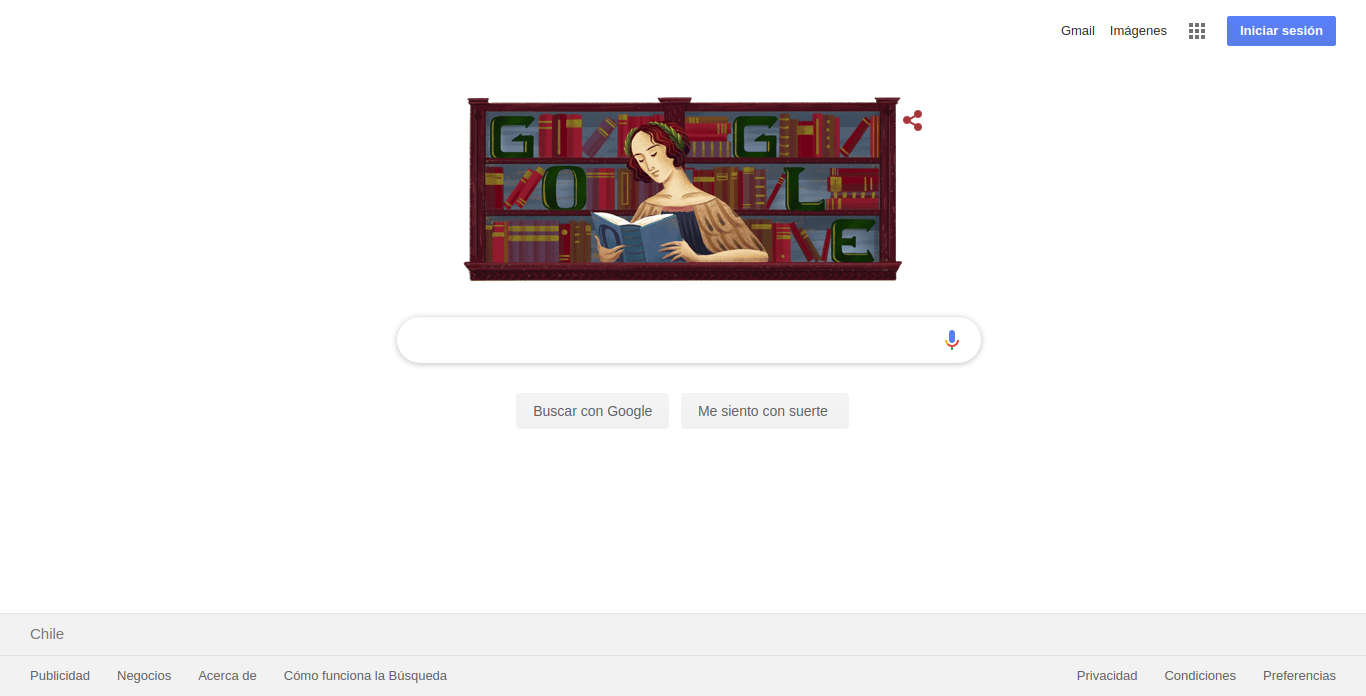 Gmail Imágenes Iniciar sesión
G G
O L
E
Buscar con Google Me siento con suerte
Chile
Publicidad Negocios Acerca de Cómo funciona la Búsqueda Privacidad Condiciones Preferencias